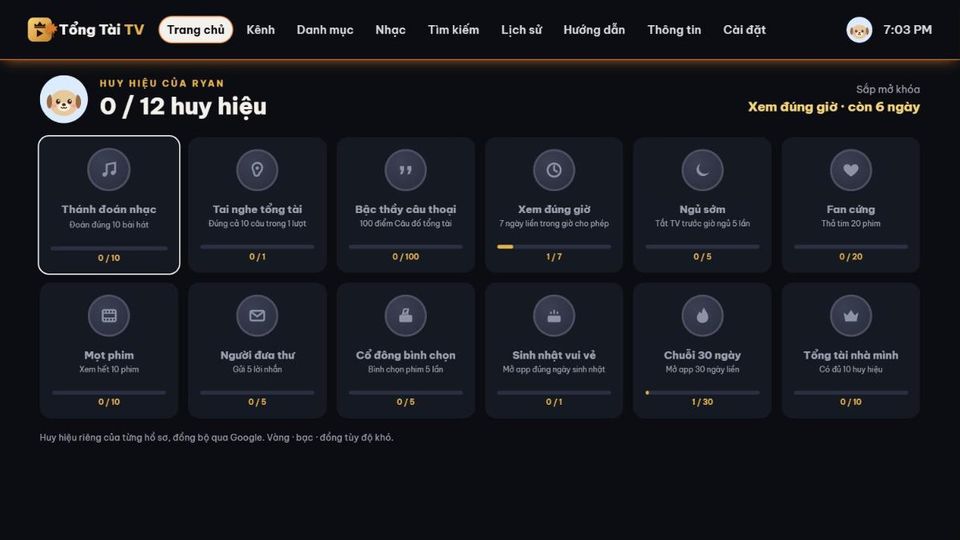 Tổng Tài TV
Trang chủ
Kênh
Danh mục
Nhạc
Tìm kiếm
Lịch sử
Hướng dẫn
Thông tin
Cài đặt
7:03 PM
HUY HIỆU CỦA RYAN
0 / 12 huy hiệu
Sắp mở khóa
Xem đúng giờ · còn 6 ngày
Thánh đoán nhạc
Đoán đúng 10 bài hát
0 / 10
Tai nghe tổng tài
Đúng cả 10 câu trong 1 lượt
0 / 1
Bậc thầy câu thoại
100 điểm Câu đố tổng tài
0 / 100
Xem đúng giờ
7 ngày liền trong giờ cho phép
1 / 7
Ngủ sớm
Tắt TV trước giờ ngủ 5 lần
0 / 5
Fan cứng
Thả tim 20 phim
0 / 20
Mọt phim
Xem hết 10 phim
0 / 10
Người đưa thư
Gửi 5 lời nhắn
0 / 5
Cổ đông bình chọn
Bình chọn phim 5 lần
0 / 5
Sinh nhật vui vẻ
Mở app đúng ngày sinh nhật
0 / 1
Chuỗi 30 ngày
Mở app 30 ngày liền
1 / 30
Tổng tài nhà mình
Có đủ 10 huy hiệu
0 / 10
Huy hiệu riêng của từng hồ sơ, đồng bộ qua Google. Vàng · bạc · đồng tùy độ khó.